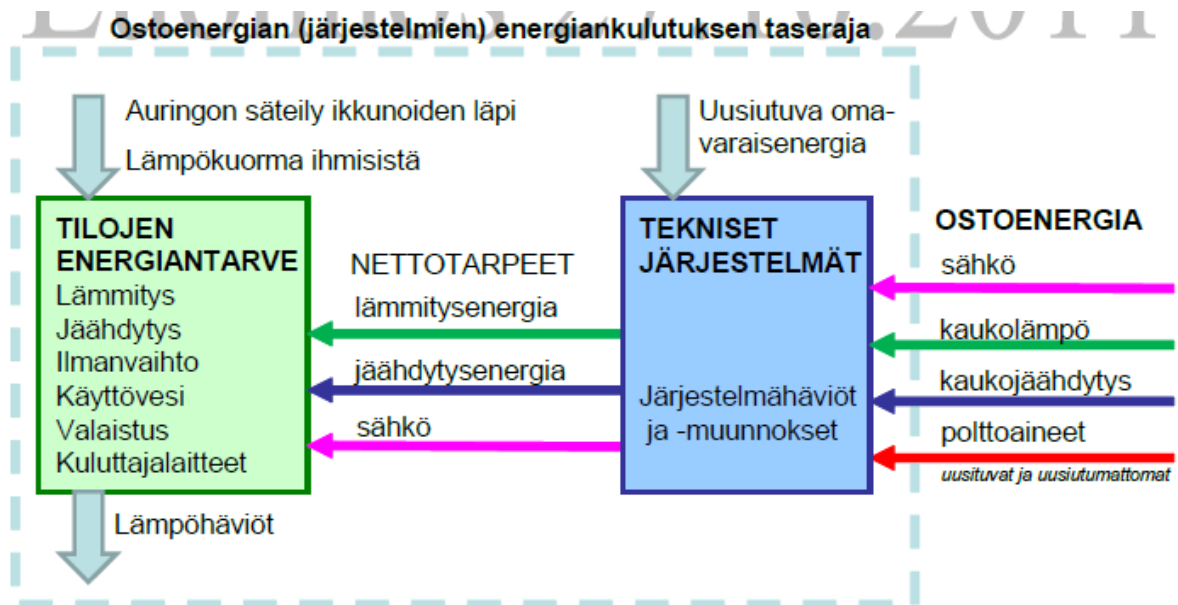 Ostoenergian (järjestelmien) energiankulutuksen taseraja
Auringon säteily ikkunoiden läpi
Lämpökuorma ihmisistä
Uusiutuva oma-
varaisenergia
TILOJEN
ENERGIANTARVE
Lämmitys
Jäähdytys
Ilmanvaihto
Käyttövesi
Valaistus
Kuluttajalaitteet
NETTOTARPEET
lämmitysenergia
jäähdytysenergia
sähkö
TEKNISET
JÄRJESTELMÄT
Järjestelmähäviöt
ja -muunnokset
OSTOENERGIA
sähkö
kaukolämpö
kaukojäähdytys
polttoaineet
uusituvat ja uusiutumattomat
Lämpöhäviöt